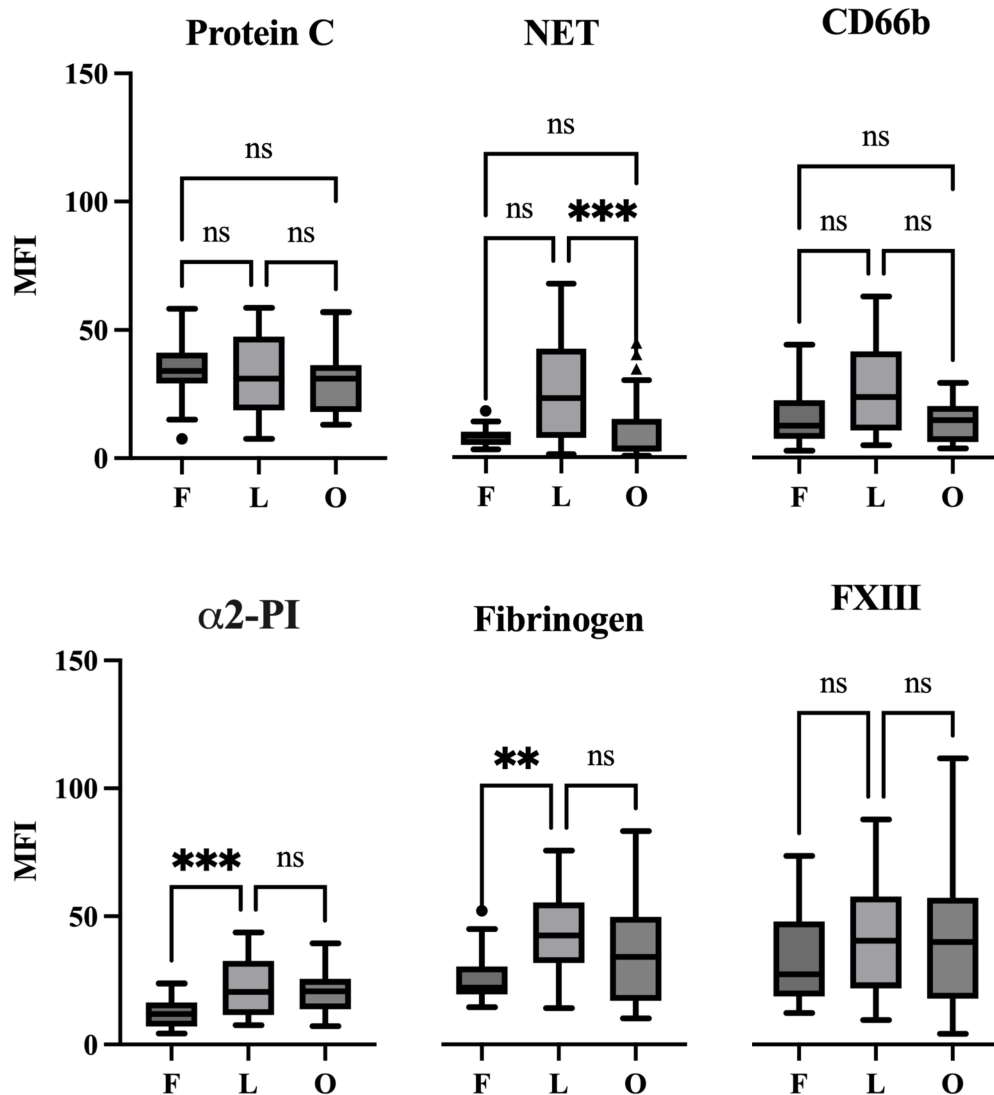 Protein C
NET
CD66b
MFI
150
100
50
0
ns
ns
ns
F
L
O
ns
ns
***
F
L
O
ns
ns
ns
F
L
O
α2-PI
Fibrinogen
FXIII
MFI
150
100
50
0
***
ns
F
L
O
**
ns
F
L
O
ns
ns
F
L
O